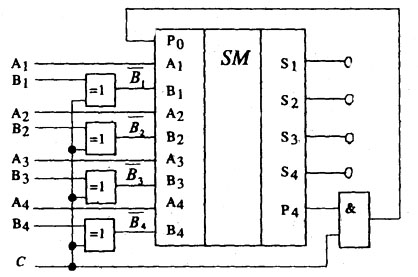 P0
A1 A1 SM S1
B1 =1 B̅1 B1
A2 A2 S2
B2 =1 B̅2 B2
A3 A3 S3
B3 =1 B̅3 B3
A4 A4 S4
B4 =1 B̅4 B4 P4 &
C